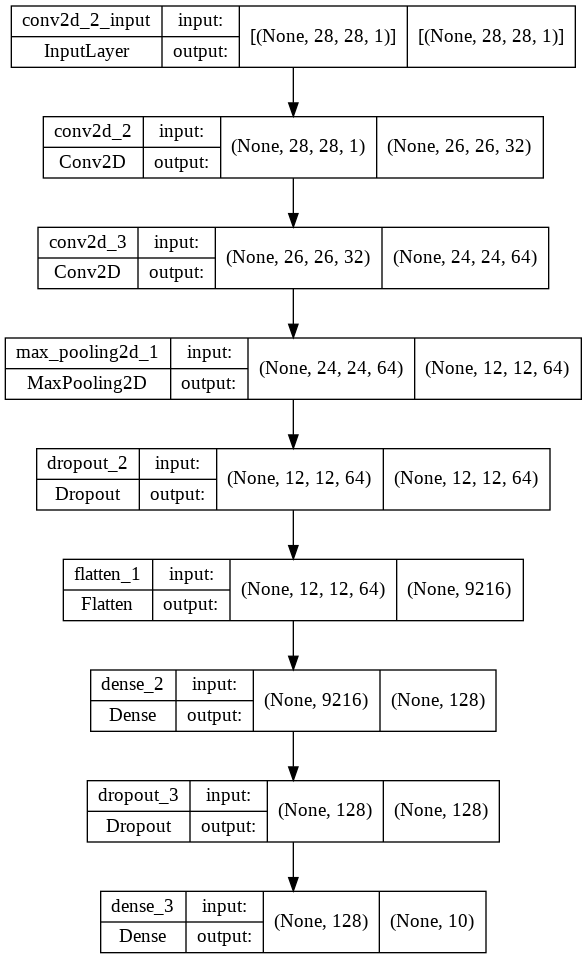 conv2d_2_input input: [(None, 28, 28, 1)] [(None, 28, 28, 1)]
InputLayer output:
conv2d_2 input: (None, 28, 28, 1) (None, 26, 26, 32)
Conv2D output:
conv2d_3 input: (None, 26, 26, 32) (None, 24, 24, 64)
Conv2D output:
max_pooling2d_1 input: (None, 24, 24, 64) (None, 12, 12, 64)
MaxPooling2D output:
dropout_2 input: (None, 12, 12, 64) (None, 12, 12, 64)
Dropout output:
flatten_1 input: (None, 12, 12, 64) (None, 9216)
Flatten output:
dense_2 input: (None, 9216) (None, 128)
Dense output:
dropout_3 input: (None, 128) (None, 128)
Dropout output:
dense_3 input: (None, 128) (None, 10)
Dense output: